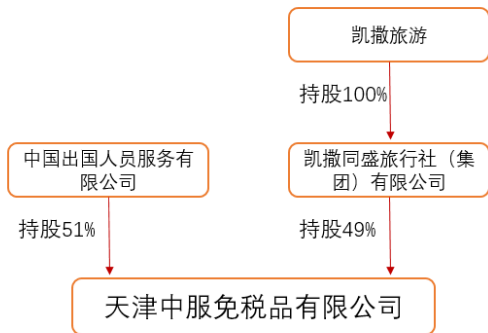 凯撒旅游
持股100%
中国出国人员服务有
限公司
凯撒同盛旅行社（集
团）有限公司
持股51%
持股49%
天津中服免税品有限公司